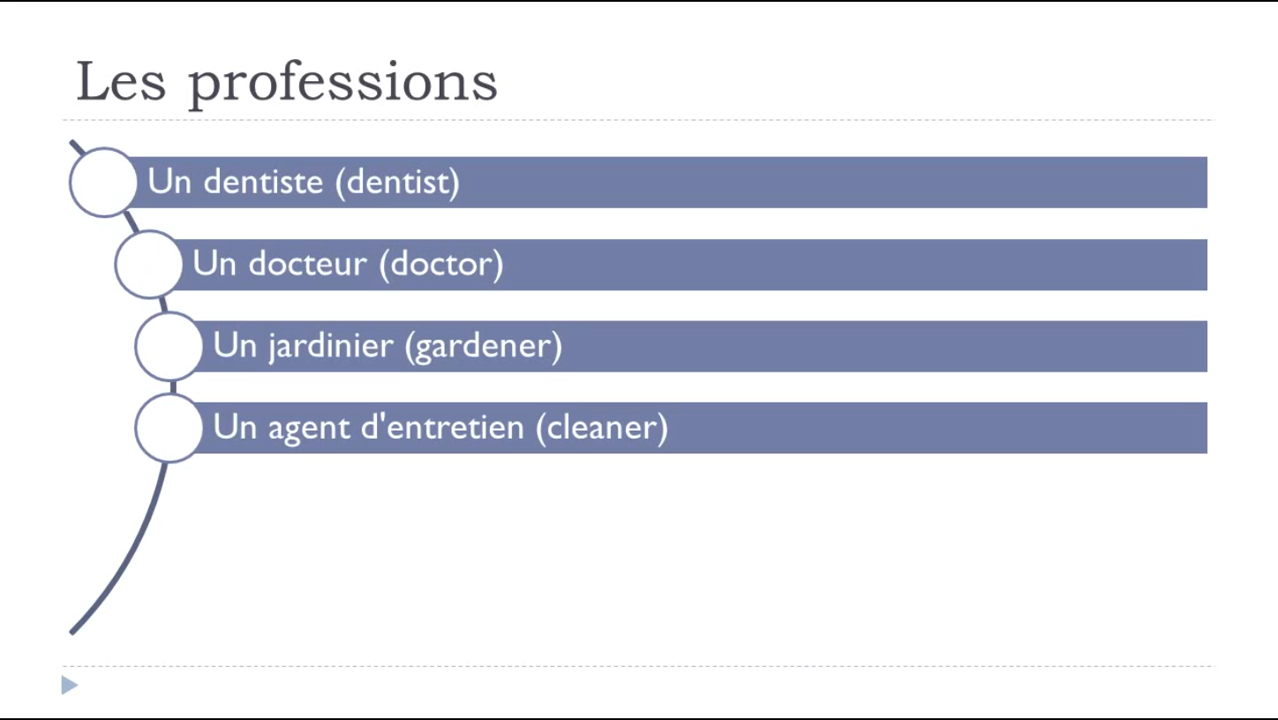 Les professions
Un dentiste (dentist)
Un docteur (doctor)
Un jardinier (gardener)
Un agent d'entretien (cleaner)